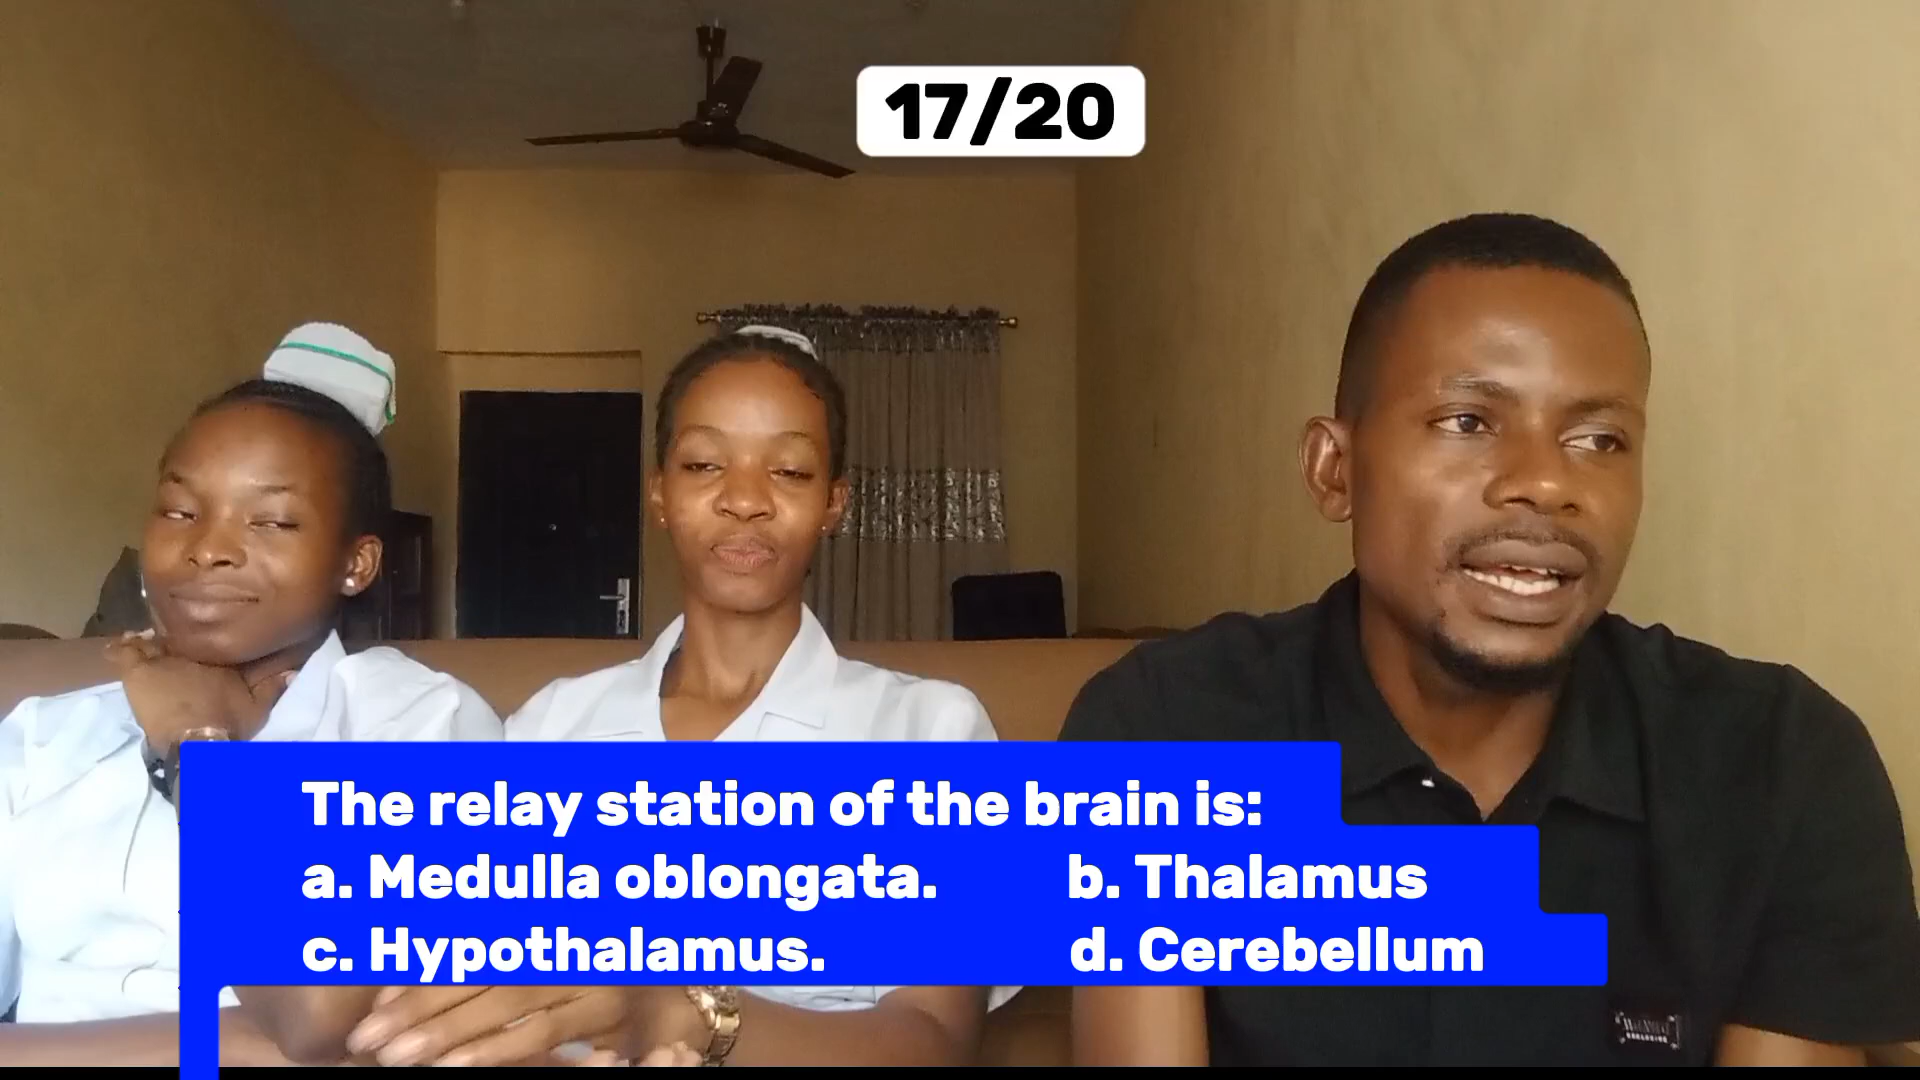 17/20
The relay station of the brain is:
a. Medulla oblongata. b. Thalamus
c. Hypothalamus. d. Cerebellum